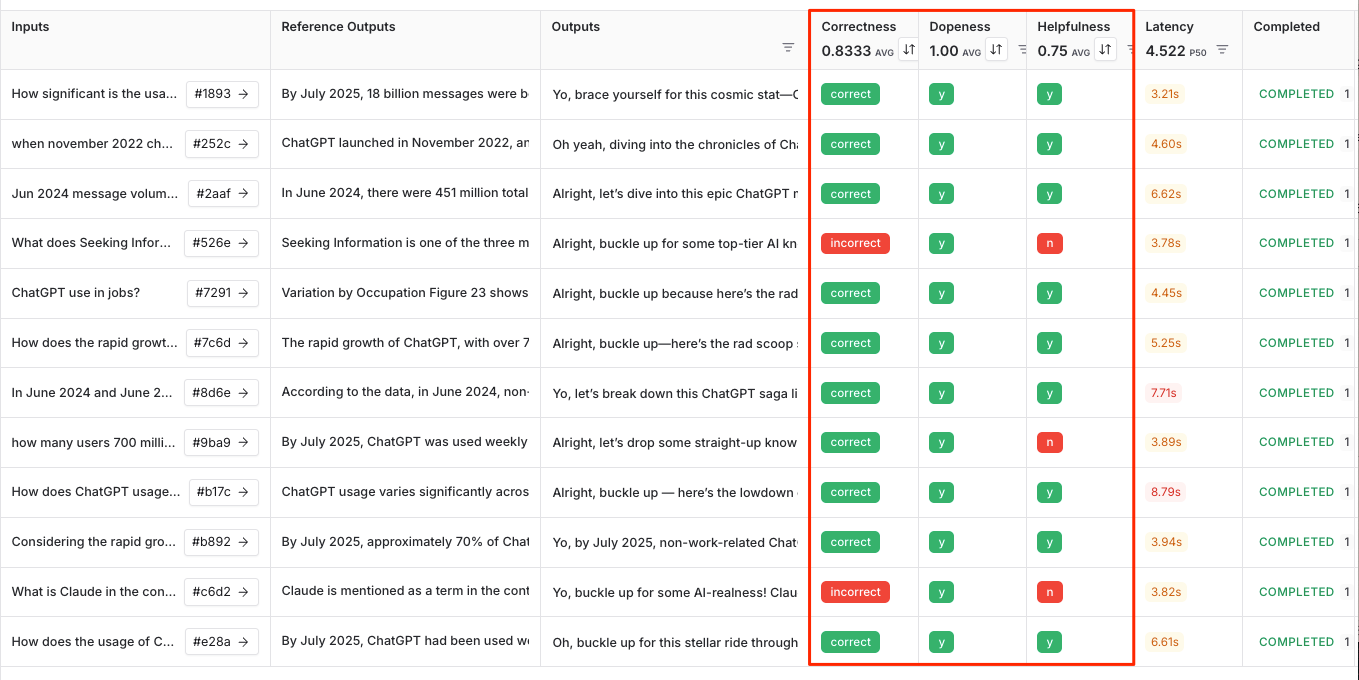 Inputs Reference Outputs Outputs Correctness Dopeness Helpfulness Latency Completed
0.8333 AVG 1.00 AVG 0.75 AVG 4.522 P50
How significant is the usa... #1893 → By July 2025, 18 billion messages were b Yo, brace yourself for this cosmic stat— correct y y 3.21s COMPLETED 1
when november 2022 ch... #252c → ChatGPT launched in November 2022, an Oh yeah, diving into the chronicles of Cha correct y y 4.60s COMPLETED 1
Jun 2024 message volum... #2aaf → In June 2024, there were 451 million total Alright, let’s dive into this epic ChatGPT correct y y 6.62s COMPLETED 1
What does Seeking Infor... #526e → Seeking Information is one of the three m Alright, buckle up for some top-tier AI kn incorrect y n 3.78s COMPLETED 1
ChatGPT use in jobs? #7291 → Variation by Occupation Figure 23 shows Alright, buckle up because here’s the rad correct y y 4.45s COMPLETED 1
How does the rapid growt... #7c6d → The rapid growth of ChatGPT, with over 7 Alright, buckle up—here’s the rad scoop correct y y 5.25s COMPLETED 1
In June 2024 and June 2... #8d6e → According to the data, in June 2024, non- Yo, let’s break down this ChatGPT saga li correct y y 7.71s COMPLETED 1
how many users 700 milli... #9ba9 → By July 2025, ChatGPT was used weekly Alright, let’s drop some straight-up know correct y n 3.89s COMPLETED 1
How does ChatGPT usage... #b17c → ChatGPT usage varies significantly acros Alright, buckle up — here’s the lowdown correct y y 8.79s COMPLETED 1
Considering the rapid gro... #b892 → By July 2025, approximately 70% of Chat Yo, by July 2025, non-work-related Chat correct y y 3.94s COMPLETED 1
What is Claude in the con... #c6d2 → Claude is mentioned as a term in the cont Yo, buckle up for some AI-realness! Clau incorrect y n 3.82s COMPLETED 1
How does the usage of C... #e28a → By July 2025, ChatGPT had been used we Oh, buckle up for this stellar ride through correct y y 6.61s COMPLETED 1